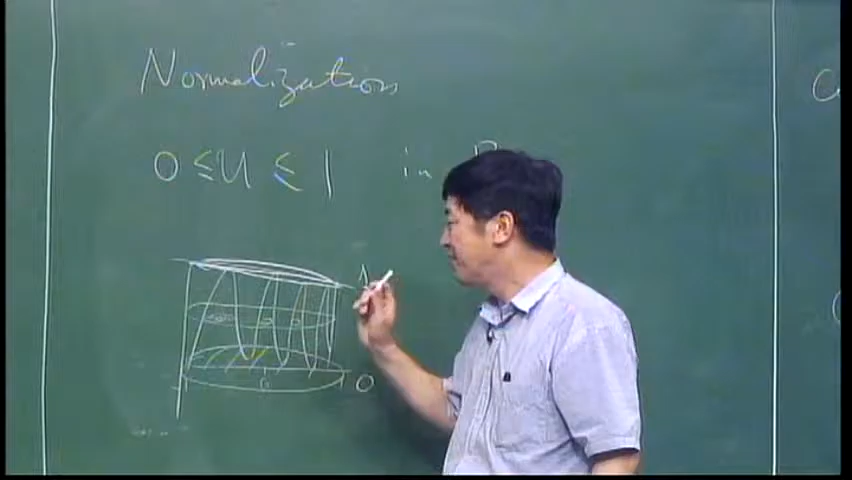 Normalization
0 ≤ u ≤ 1 in B
1
0